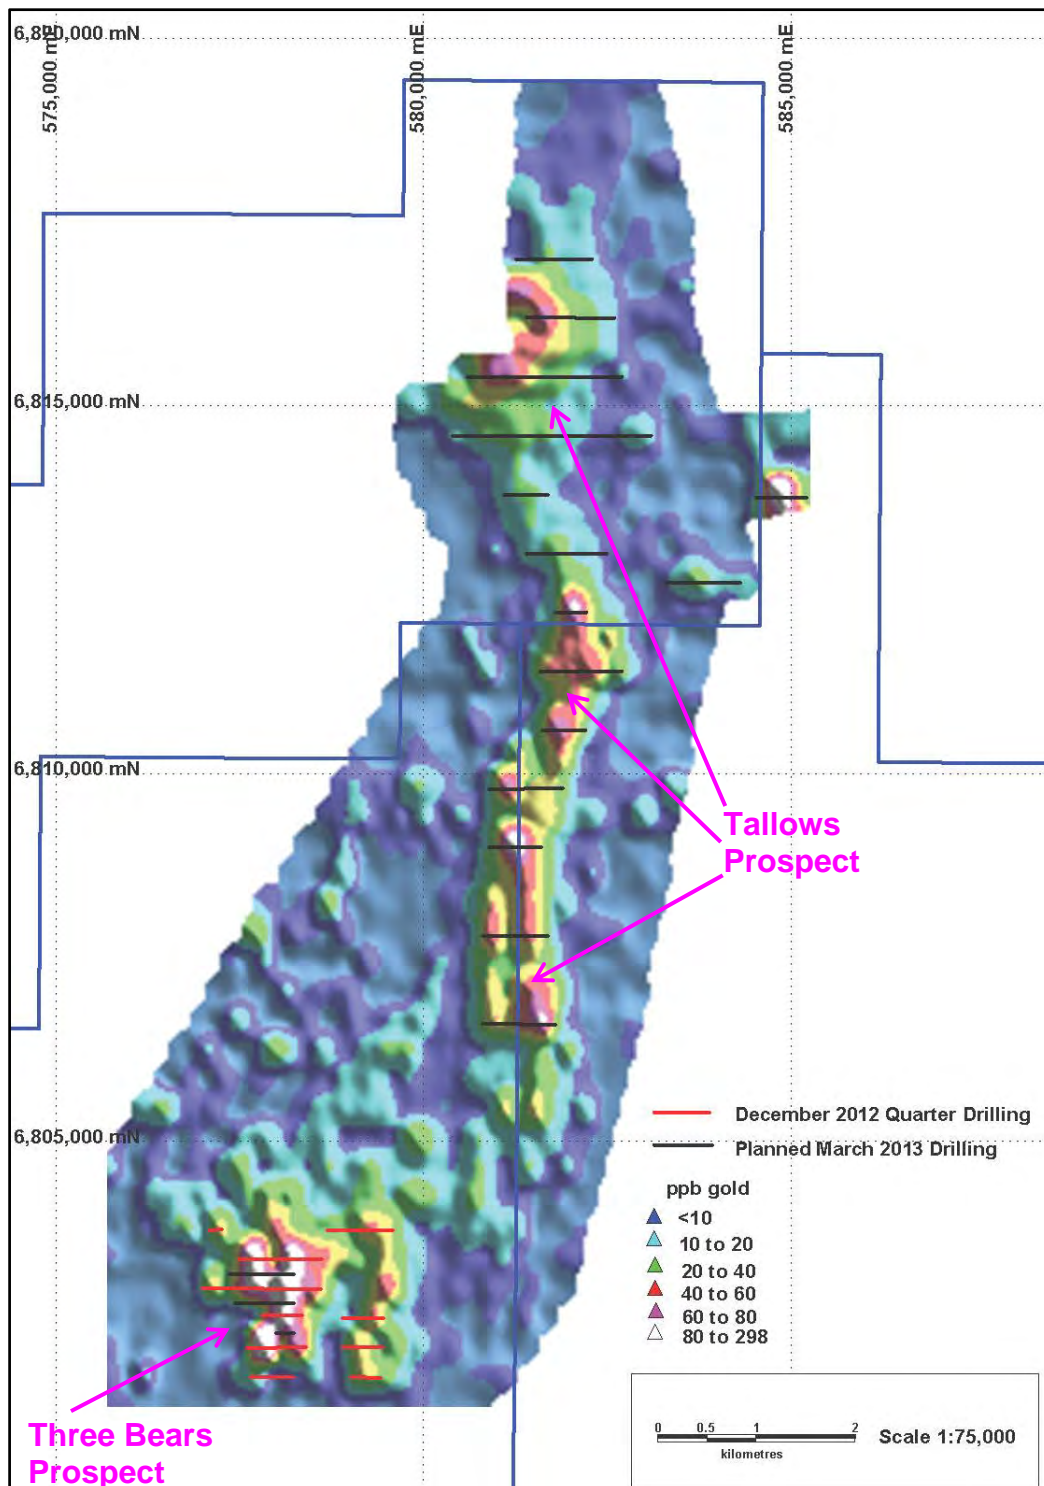 6,820,000 mN
575,000 mE
580,000 mE
585,000 mE
6,815,000 mN
6,810,000 mN
Tallows
Prospect
6,805,000 mN
December 2012 Quarter Drilling
Planned March 2013 Drilling
ppb gold
<10
10 to 20
20 to 40
40 to 60
60 to 80
80 to 298
Three Bears
Prospect
0 0.5 1 2
kilometres
Scale 1:75,000